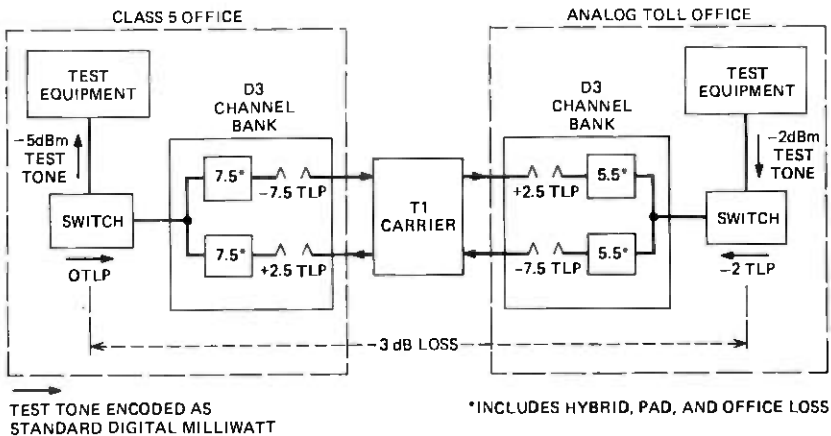 CLASS 5 OFFICE
TEST
EQUIPMENT
-5dBm
TEST
TONE
SWITCH
OTLP
D3
CHANNEL
BANK
7.5*
-7.5 TLP
7.5*
+2.5 TLP
T1
CARRIER
ANALOG TOLL OFFICE
D3
CHANNEL
BANK
+2.5 TLP
5.5*
-7.5 TLP
5.5*
TEST
EQUIPMENT
-2dBm
TEST
TONE
SWITCH
-2 TLP
3 dB LOSS
TEST TONE ENCODED AS
STANDARD DIGITAL MILLIWATT
*INCLUDES HYBRID, PAD, AND OFFICE LOSS